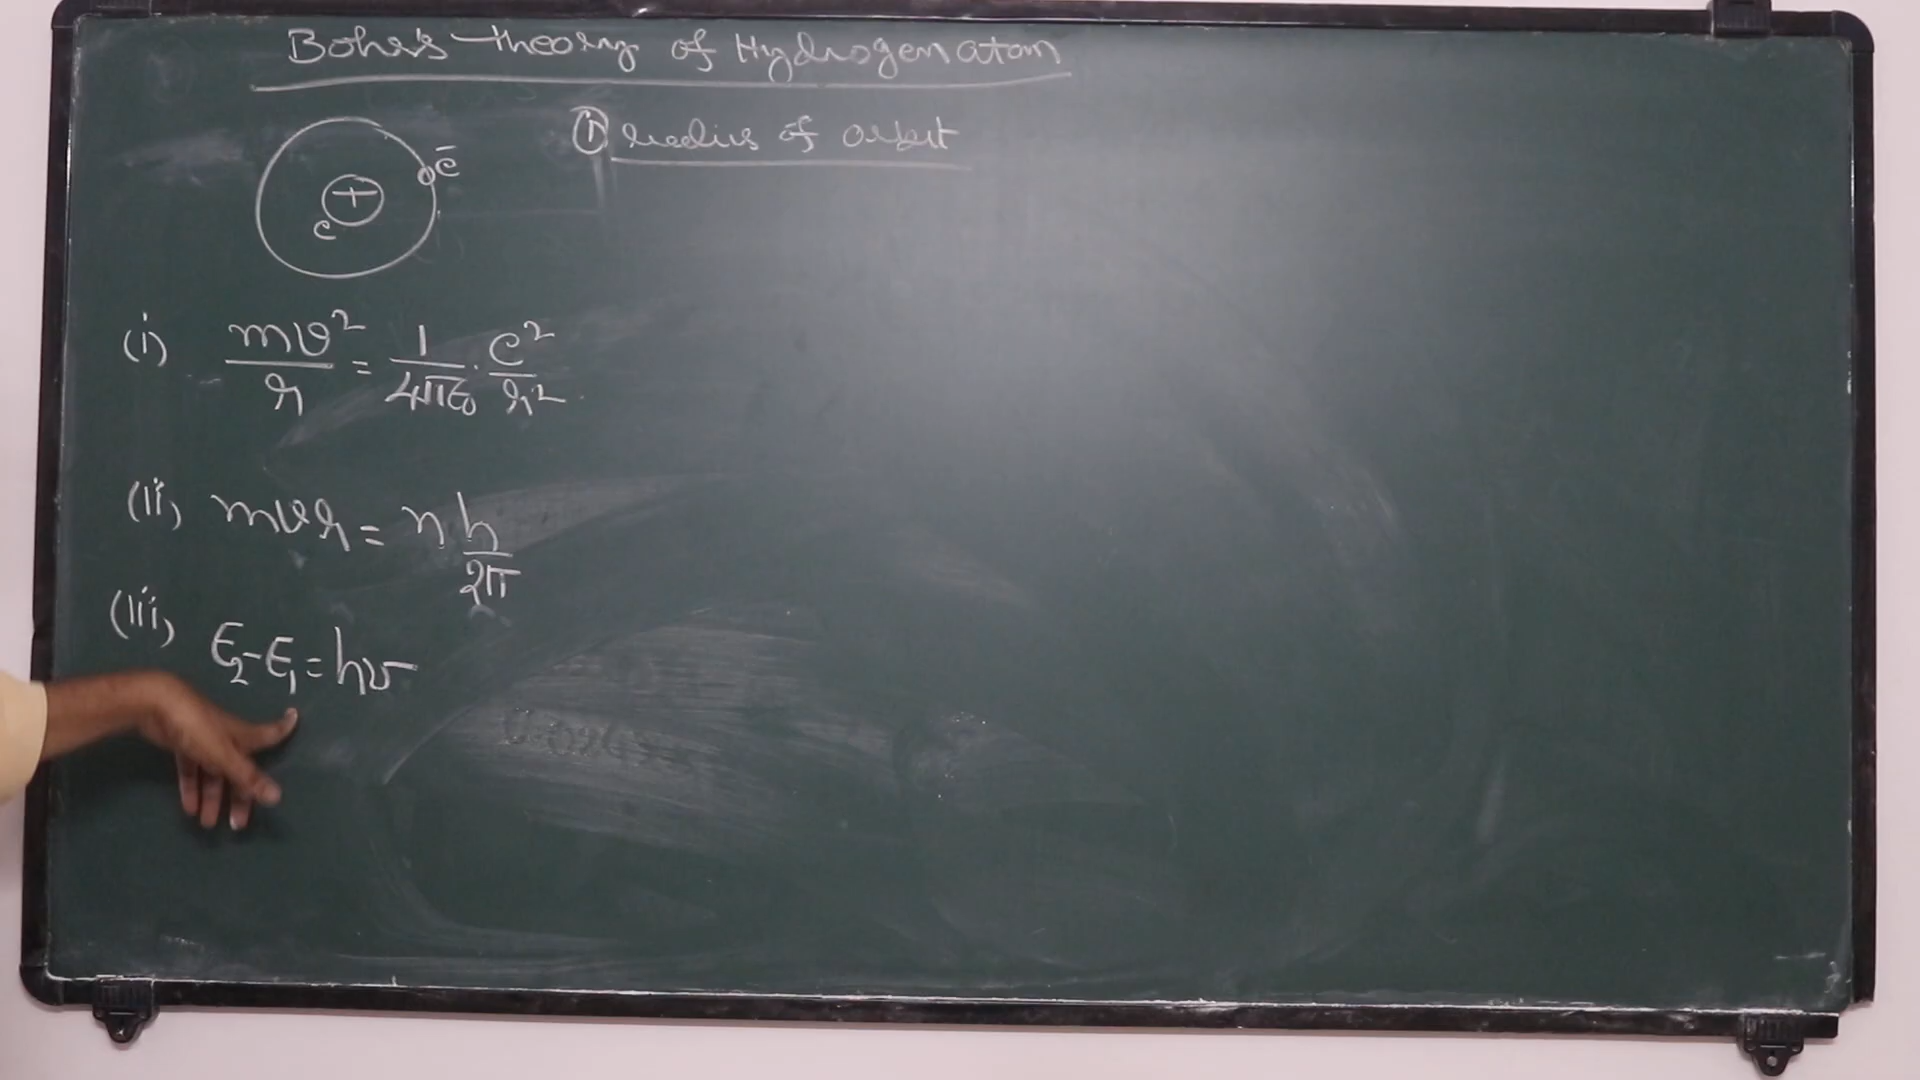 Bohr's theory of Hydrogen atom
① radius of orbit
e⁻
+
e
(i) mv²/r = 1/4πε₀ · e²/r²
(ii) mvr = n h/2π
(iii) E₂-E₁ = hν